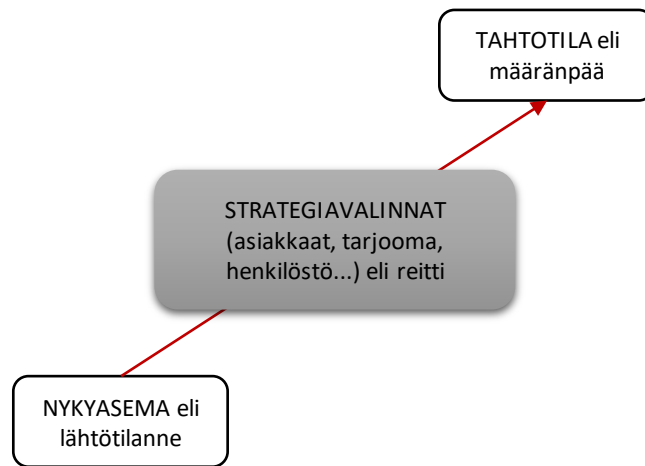 TAHTOTILA eli
määränpää
STRATEGIAVALINNAT
(asiakkaat, tarjooma,
henkilöstö...) eli reitti
NYKYASEMA eli
lähtötilanne